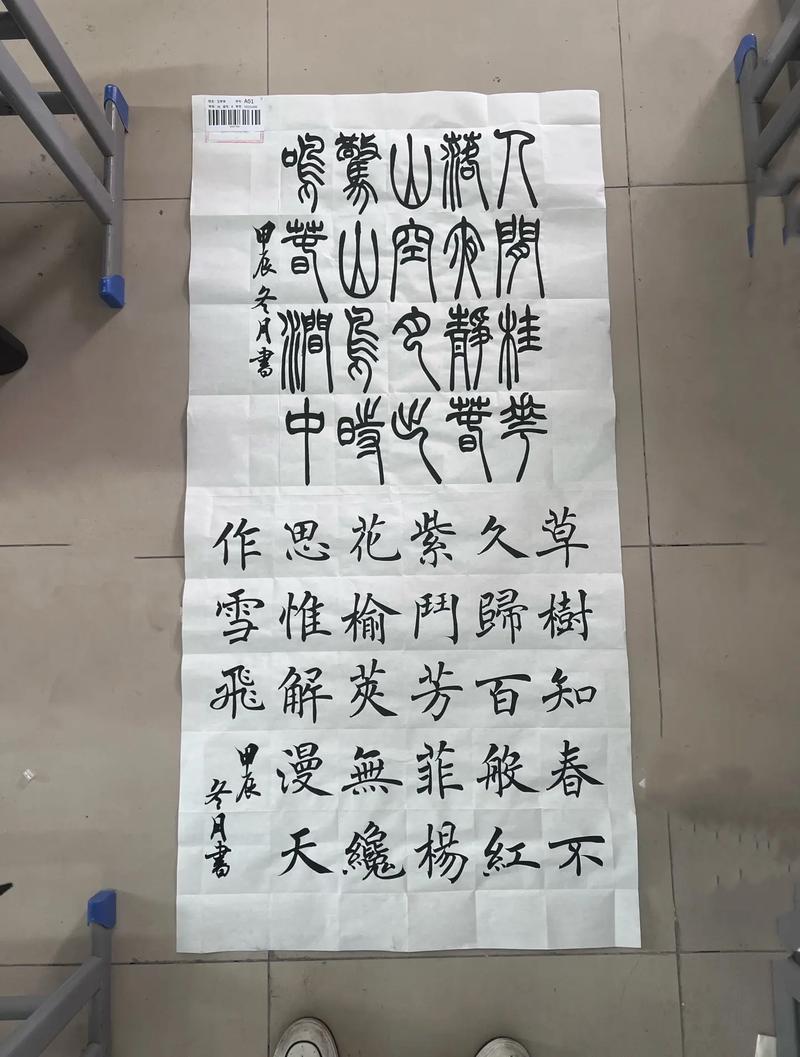 A01
人閒桂華
落夜靜春
山空月出
驚山鳥時
鳴春澗中
甲辰冬月書
草樹知春不
久歸百般紅
紫鬥芳菲楊
花榆莢無纔
思惟解漫天
作雪飛
甲辰
冬月書